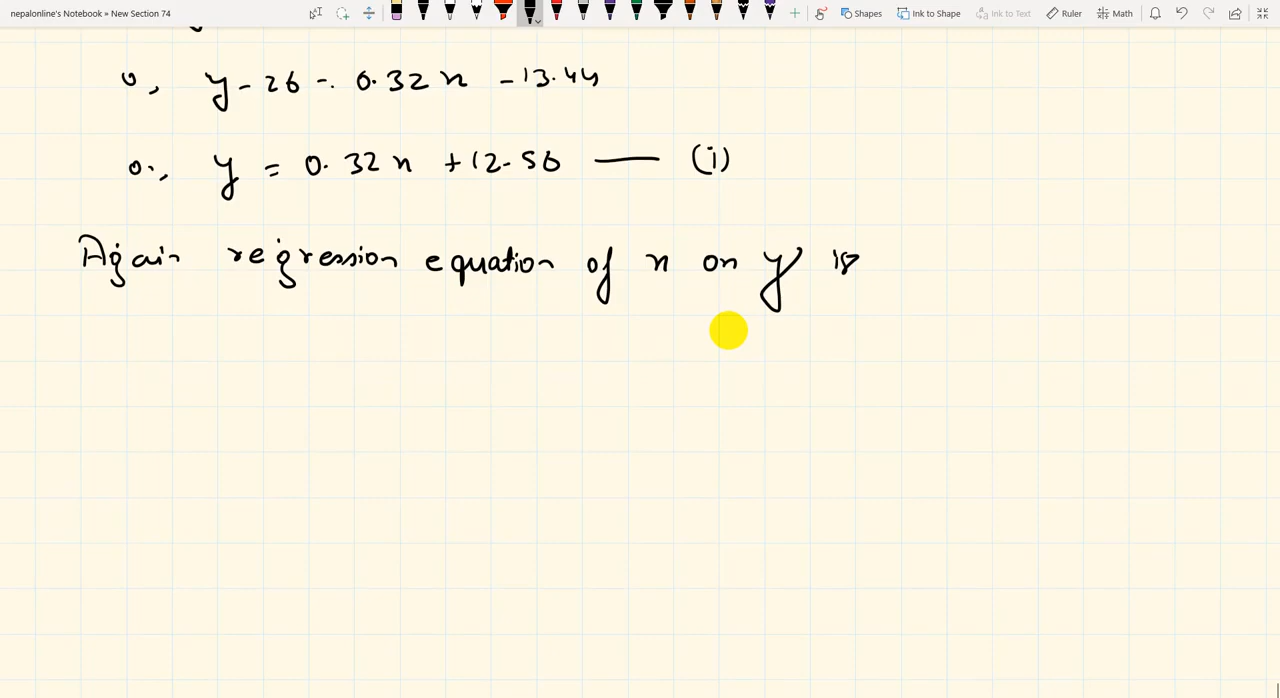 nepalonline's Notebook » New Section 74
Shapes Ink to Shape Ink to Text Ruler Math
o, y - 26 = 0.32 x - 13.44
or, y = 0.32 x + 12.56 —— (i)
Again regression equation of x on y is